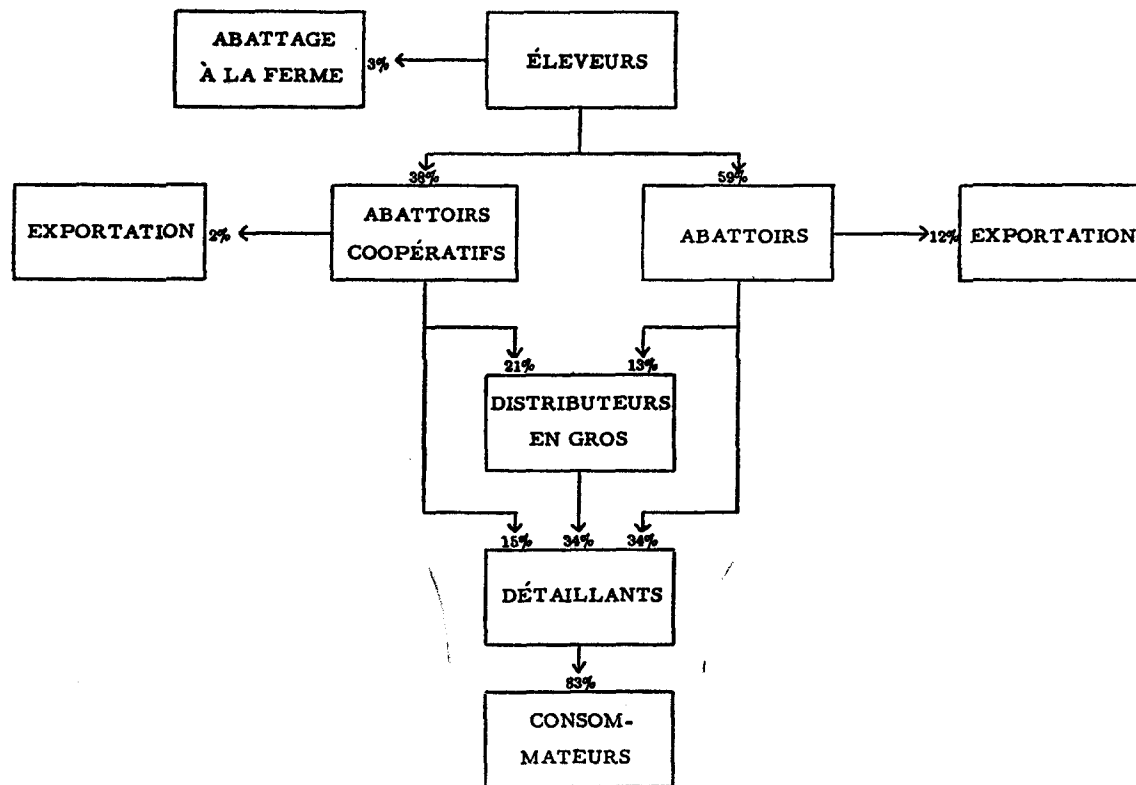 ABATTAGE
À LA FERME
3%
ÉLEVEURS
38%
59%
EXPORTATION
2%
ABATTOIRS
COOPÉRATIFS
ABATTOIRS
12%
EXPORTATION
21%
13%
DISTRIBUTEURS
EN GROS
15%
34%
34%
DÉTAILLANTS
83%
CONSOM-
MATEURS